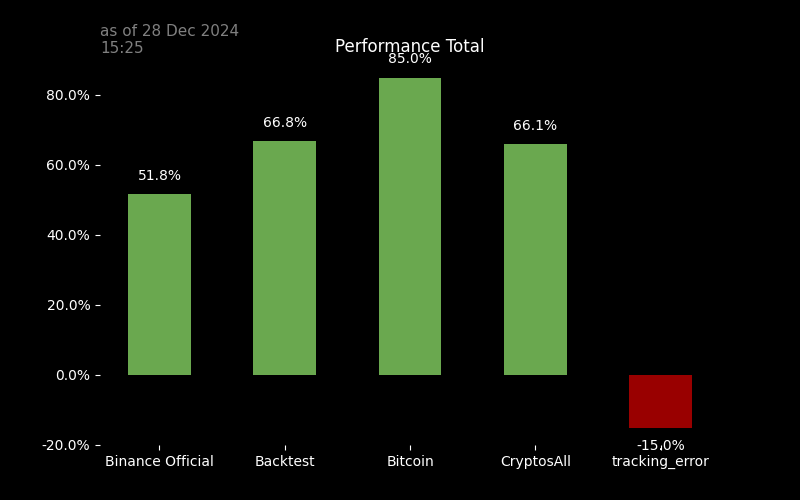 as of 28 Dec 2024
15:25
Performance Total
85.0%
80.0%
66.8%
66.1%
60.0%
51.8%
40.0%
20.0%
0.0%
-20.0%
-15.0%
Binance Official
Backtest
Bitcoin
CryptosAll
tracking_error